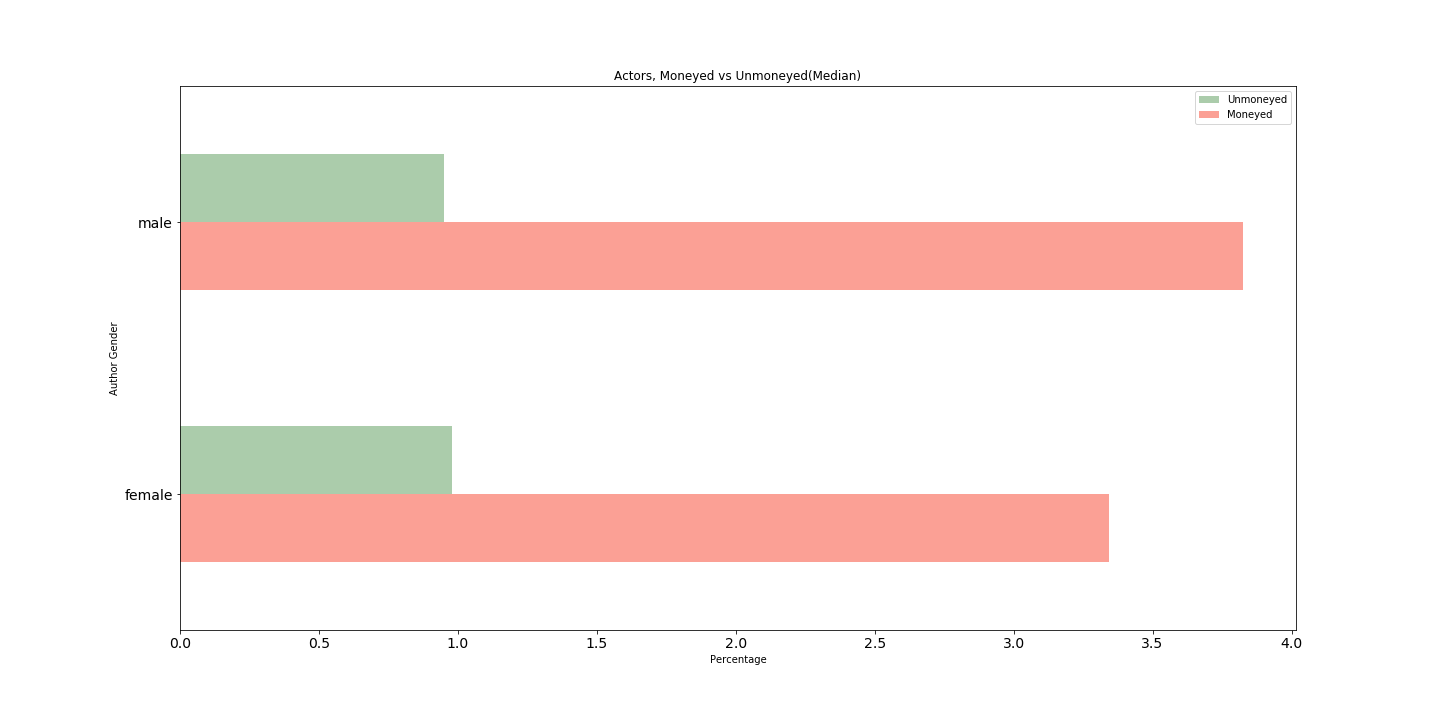 Actors, Moneyed vs Unmoneyed(Median)
Unmoneyed
Moneyed
male
Author Gender
female
0.0 0.5 1.0 1.5 2.0 2.5 3.0 3.5 4.0
Percentage